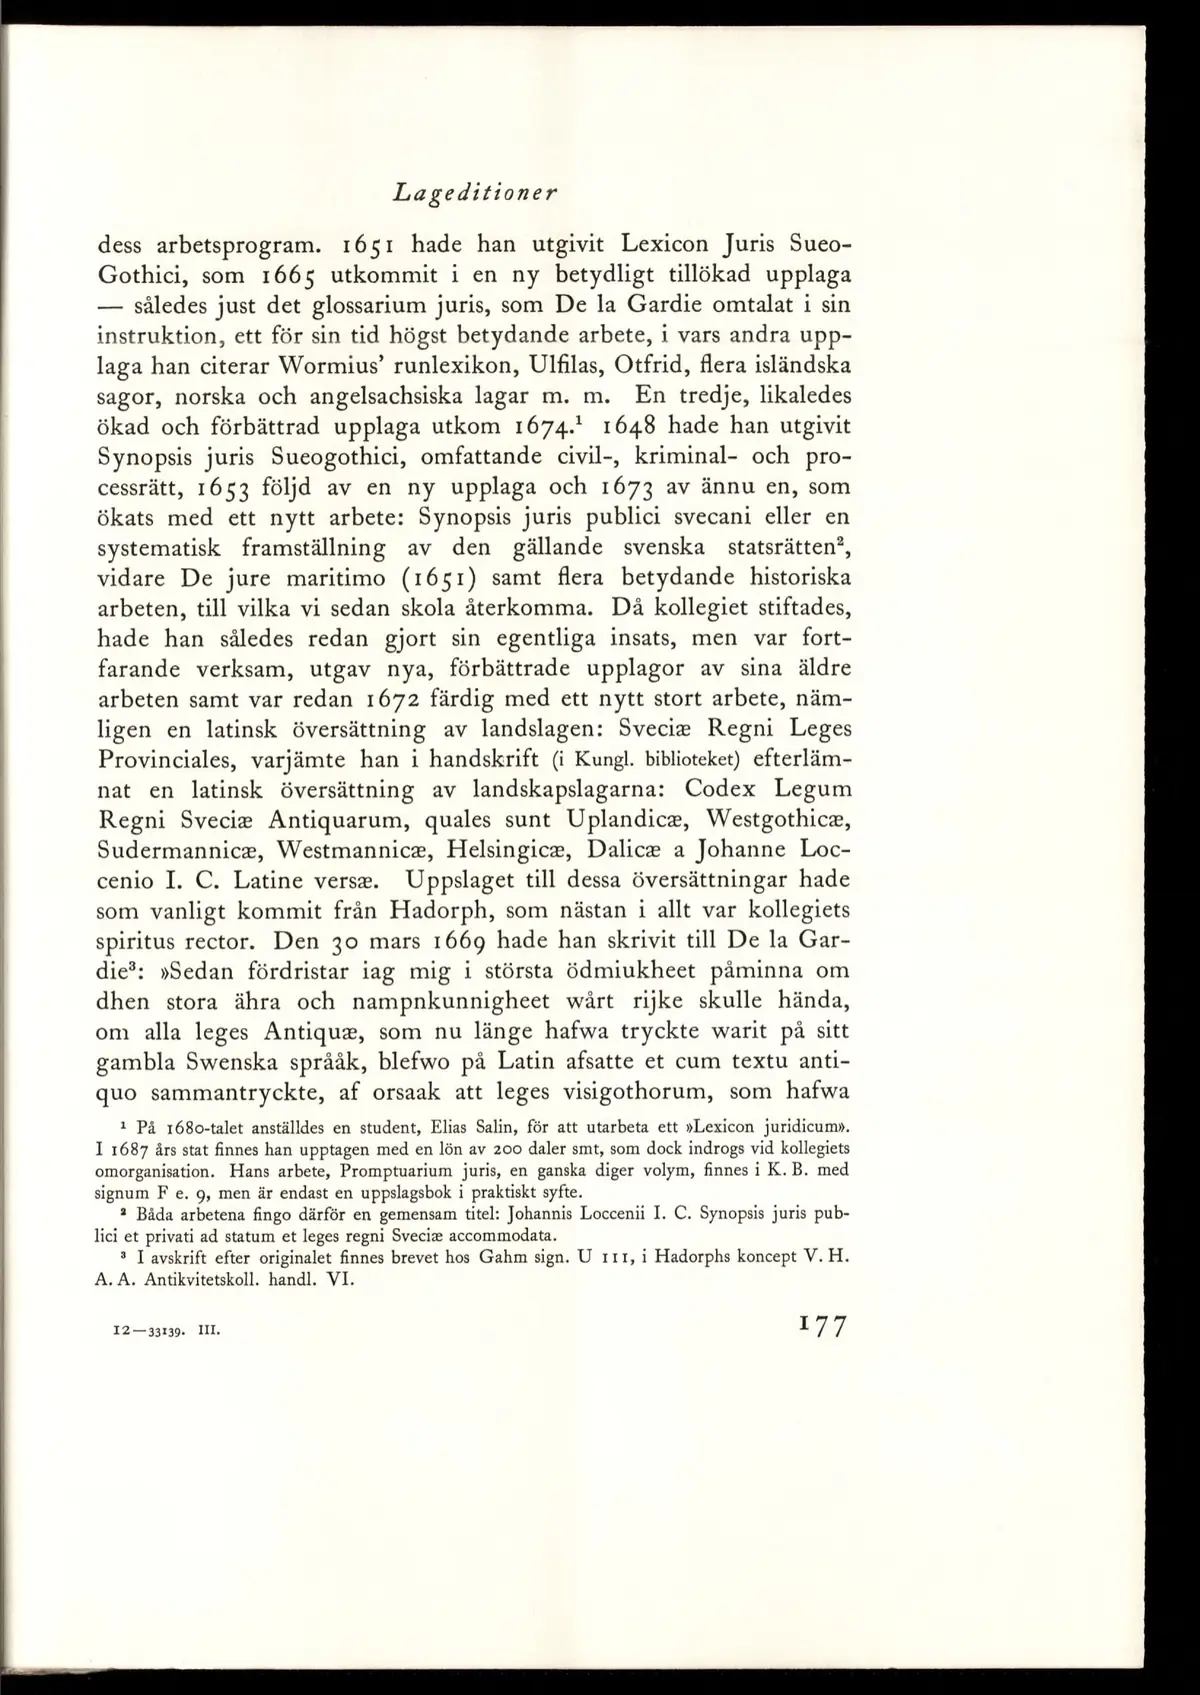 Lageditioner
dess arbetsprogram. 1651 hade han utgivit Lexicon Juris Sueo-
Gothici, som 1665 utkommit i en ny betydligt tillökad upplaga
— således just det glossarium juris, som De la Gardie omtalat i sin
instruktion, ett för sin tid högst betydande arbete, i vars andra upp-
laga han citerar Wormius’ runlexikon, Ulfilas, Otfrid, flera isländska
sagor, norska och angelsachsiska lagar m. m. En tredje, likaledes
ökad och förbättrad upplaga utkom 1674.¹ 1648 hade han utgivit
Synopsis juris Sueogothici, omfattande civil-, kriminal- och pro-
cessrätt, 1653 följd av en ny upplaga och 1673 av ännu en, som
ökats med ett nytt arbete: Synopsis juris publici svecani eller en
systematisk framställning av den gällande svenska statsrätten²,
vidare De jure maritimo (1651) samt flera betydande historiska
arbeten, till vilka vi sedan skola återkomma. Då kollegiet stiftades,
hade han således redan gjort sin egentliga insats, men var fort-
farande verksam, utgav nya, förbättrade upplagor av sina äldre
arbeten samt var redan 1672 färdig med ett nytt stort arbete, näm-
ligen en latinsk översättning av landslagen: Sveciæ Regni Leges
Provinciales, varjämte han i handskrift (i Kungl. biblioteket) efterläm-
nat en latinsk översättning av landskapslagarna: Codex Legum
Regni Sveciæ Antiquarum, quales sunt Uplandicæ, Westgothicæ,
Sudermannicæ, Westmannicæ, Helsingicæ, Dalicæ a Johanne Loc-
cenio I. C. Latine versæ. Uppslaget till dessa översättningar hade
som vanligt kommit från Hadorph, som nästan i allt var kollegiets
spiritus rector. Den 30 mars 1669 hade han skrivit till De la Gar-
die³: »Sedan fördristar iag mig i största ödmiukheet påminna om
dhen stora ähra och nampnkunnigheet wårt rijke skulle hända,
om alla leges Antiquæ, som nu länge hafwa tryckte warit på sitt
gambla Swenska språåk, blefwo på Latin afsatte et cum textu anti-
quo sammantryckte, af orsaak att leges visigothorum, som hafwa
¹ På 1680-talet anställdes en student, Elias Salin, för att utarbeta ett »Lexicon juridicum».
I 1687 års stat finnes han upptagen med en lön av 200 daler smt, som dock indrogs vid kollegiets
omorganisation. Hans arbete, Promptuarium juris, en ganska diger volym, finnes i K. B. med
signum F e. 9, men är endast en uppslagsbok i praktiskt syfte.
² Båda arbetena fingo därför en gemensam titel: Johannis Loccenii I. C. Synopsis juris pub-
lici et privati ad statum et leges regni Sveciæ accommodata.
³ I avskrift efter originalet finnes brevet hos Gahm sign. U 111, i Hadorphs koncept V. H.
A. A. Antikvitetskoll. handl. VI.
12—33139. III.
177